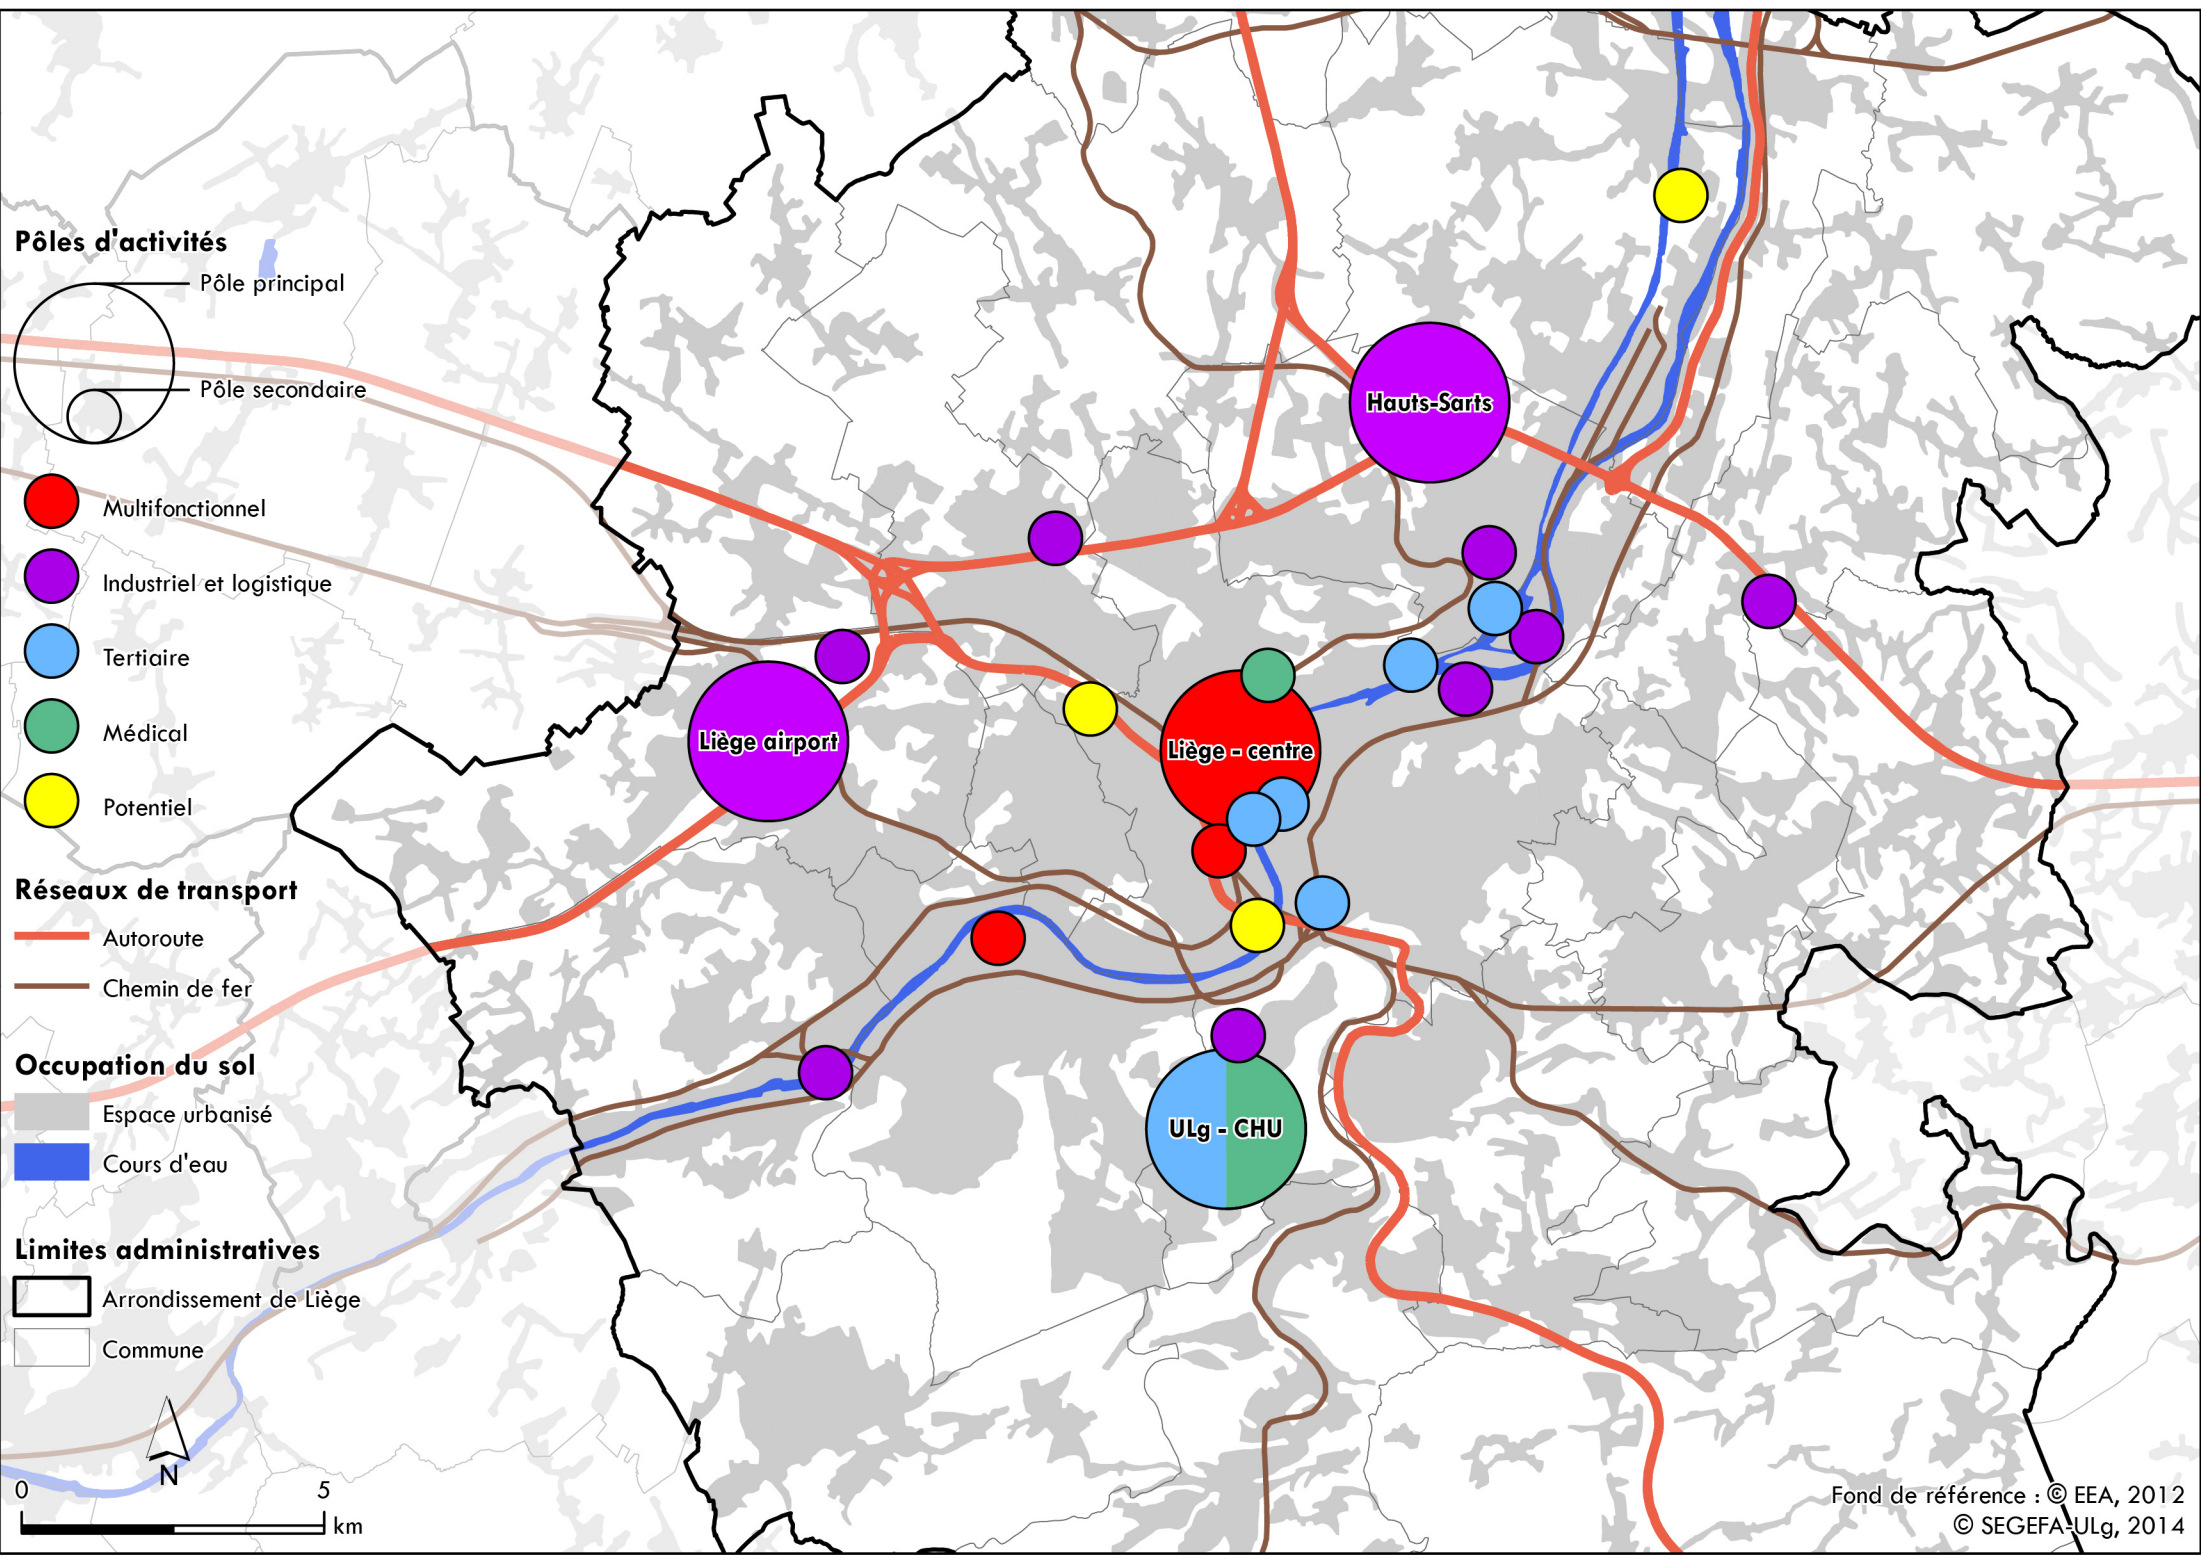 Pôles d'activités
Pôle principal
Pôle secondaire
Multifonctionnel
Industriel et logistique
Tertiaire
Médical
Potentiel
Réseaux de transport
Autoroute
Chemin de fer
Occupation du sol
Espace urbanisé
Cours d'eau
Limites administratives
Arrondissement de Liège
Commune
N
0 5
km
Hauts-Sarts
Liège airport
Liège - centre
ULg - CHU
Fond de référence : © EEA, 2012
© SEGEFA-ULg, 2014